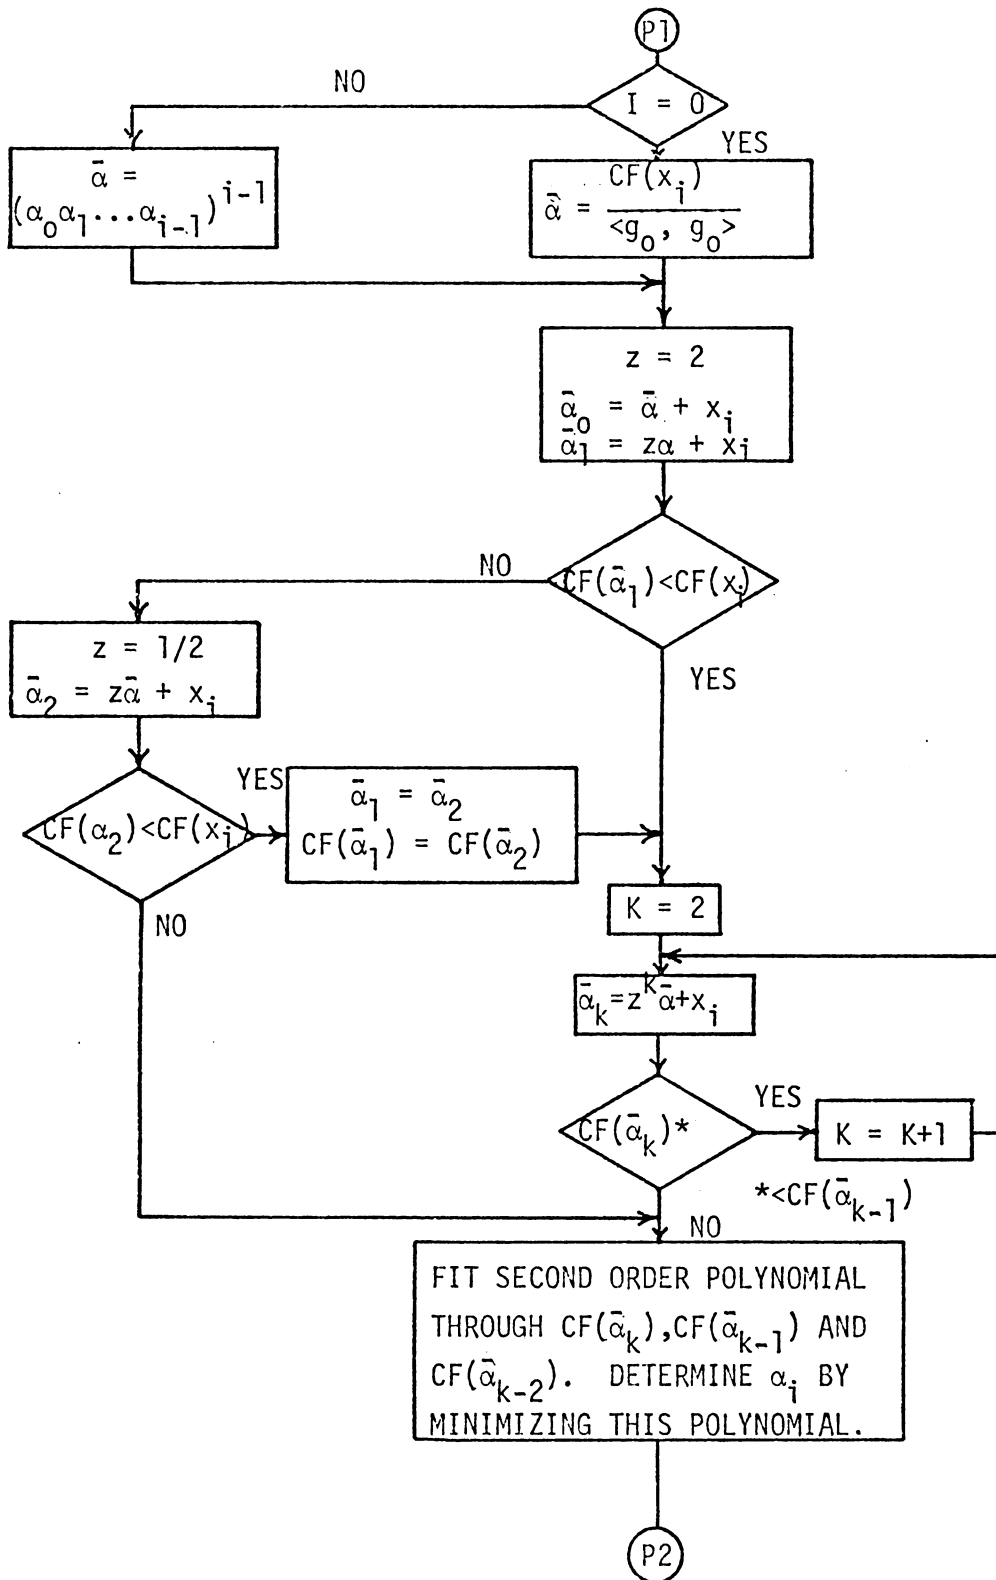 P1
I = 0
NO
YES
ᾱ =
(α₀α₁...αᵢ₋₁)ⁱ⁻¹
ᾱ = CF(xᵢ) / <g₀, g₀>
z = 2
ᾱ₀ = ᾱ + xᵢ
ᾱ₁ = zα + xᵢ
CF(ᾱ₁)<CF(xᵢ)
NO
YES
z = 1/2
ᾱ₂ = zᾱ + xᵢ
CF(α₂)<CF(xᵢ)
YES
NO
ᾱ₁ = ᾱ₂
CF(ᾱ₁) = CF(ᾱ₂)
K = 2
ᾱₖ=zᵏᾱ+xᵢ
CF(ᾱₖ)*
YES
K = K+1
*<CF(ᾱₖ₋₁)
NO
FIT SECOND ORDER POLYNOMIAL
THROUGH CF(ᾱₖ),CF(ᾱₖ₋₁) AND
CF(ᾱₖ₋₂). DETERMINE αᵢ BY
MINIMIZING THIS POLYNOMIAL.
P2